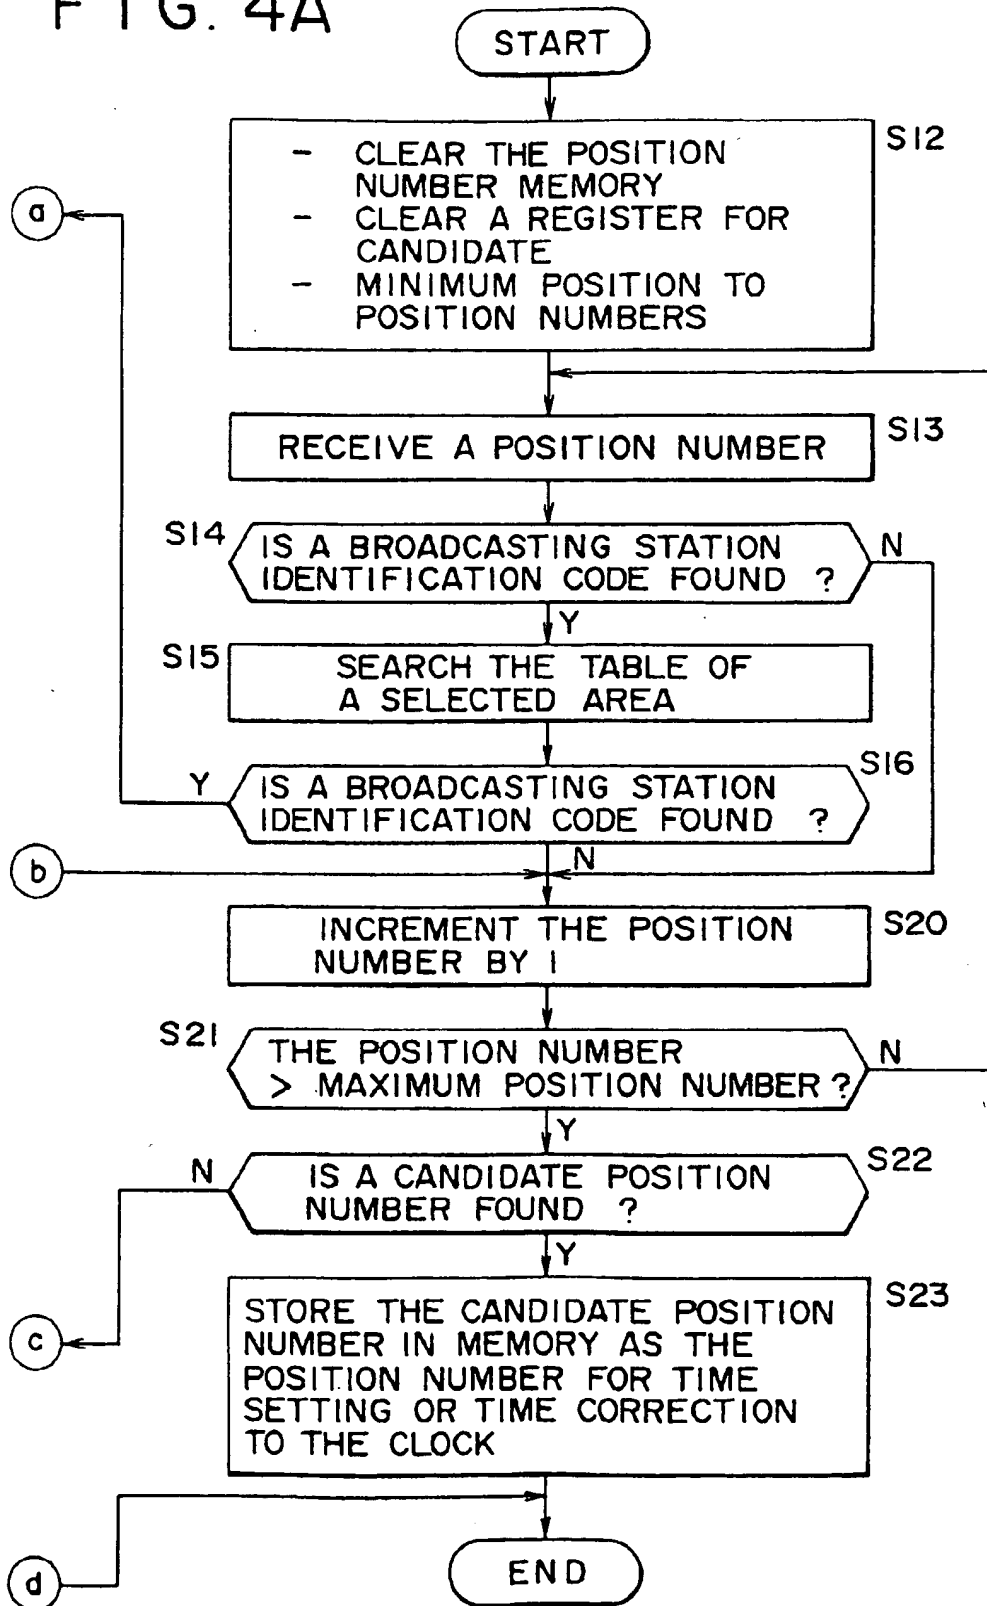 FIG. 4A
START
S12
- CLEAR THE POSITION
NUMBER MEMORY
- CLEAR A REGISTER FOR
CANDIDATE
- MINIMUM POSITION TO
POSITION NUMBERS
a
S13
RECEIVE A POSITION NUMBER
S14
IS A BROADCASTING STATION
IDENTIFICATION CODE FOUND ?
N
Y
S15
SEARCH THE TABLE OF
A SELECTED AREA
S16
Y
IS A BROADCASTING STATION
IDENTIFICATION CODE FOUND ?
N
b
S20
INCREMENT THE POSITION
NUMBER BY 1
S21
THE POSITION NUMBER
> MAXIMUM POSITION NUMBER ?
N
Y
S22
N
IS A CANDIDATE POSITION
NUMBER FOUND ?
Y
S23
STORE THE CANDIDATE POSITION
NUMBER IN MEMORY AS THE
POSITION NUMBER FOR TIME
SETTING OR TIME CORRECTION
TO THE CLOCK
c
d
END